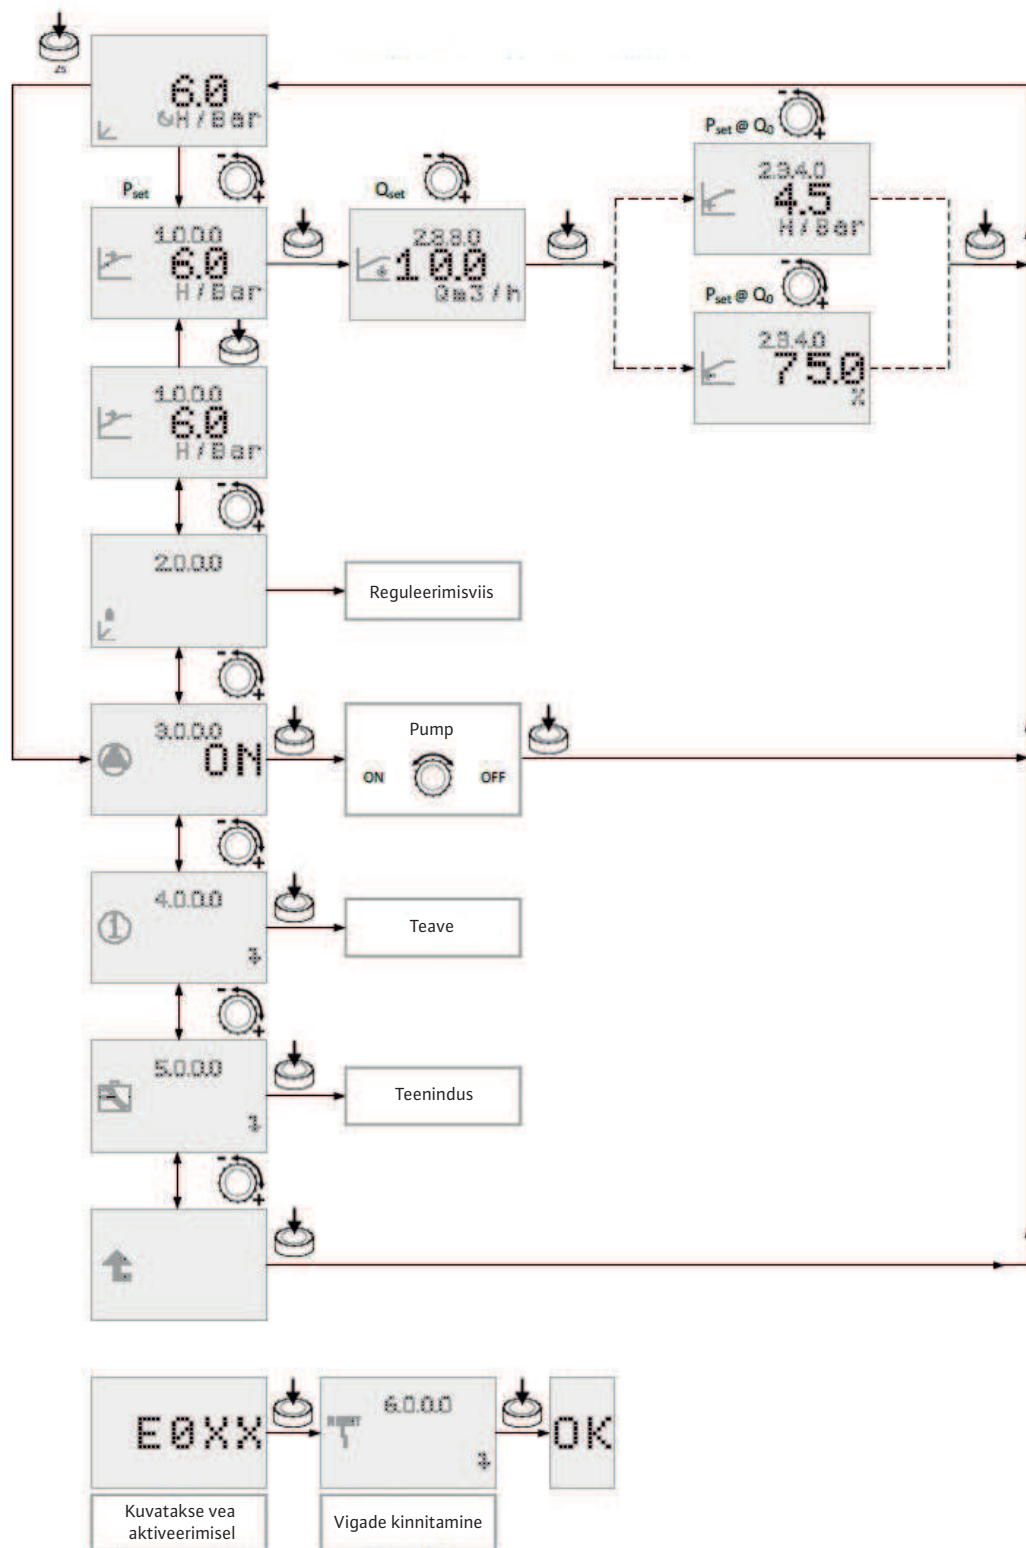 2s
6.0
H/Bar
Pset
Qset
Pset @ Q0
1.0.0.0
6.0
H/Bar
2.3.3.0
10.0
Qm3/h
2.3.4.0
4.5
H/Bar
Pset @ Q0
2.3.4.0
75.0
%
1.0.0.0
6.0
H/Bar
2.0.0.0
Reguleerimisviis
3.0.0.0
ON
Pump
ON OFF
4.0.0.0
Teave
5.0.0.0
Teenindus
E0XX
RESET
6.0.0.0
OK
Kuvatakse vea
aktiveerimisel
Vigade kinnitamine